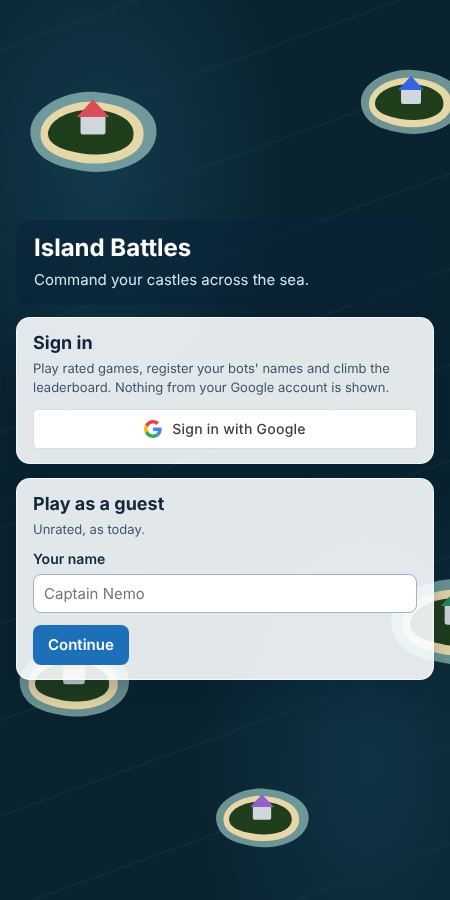 Island Battles
Command your castles across the sea.
Sign in
Play rated games, register your bots' names and climb the
leaderboard. Nothing from your Google account is shown.
Sign in with Google
Play as a guest
Unrated, as today.
Your name
Captain Nemo
Continue